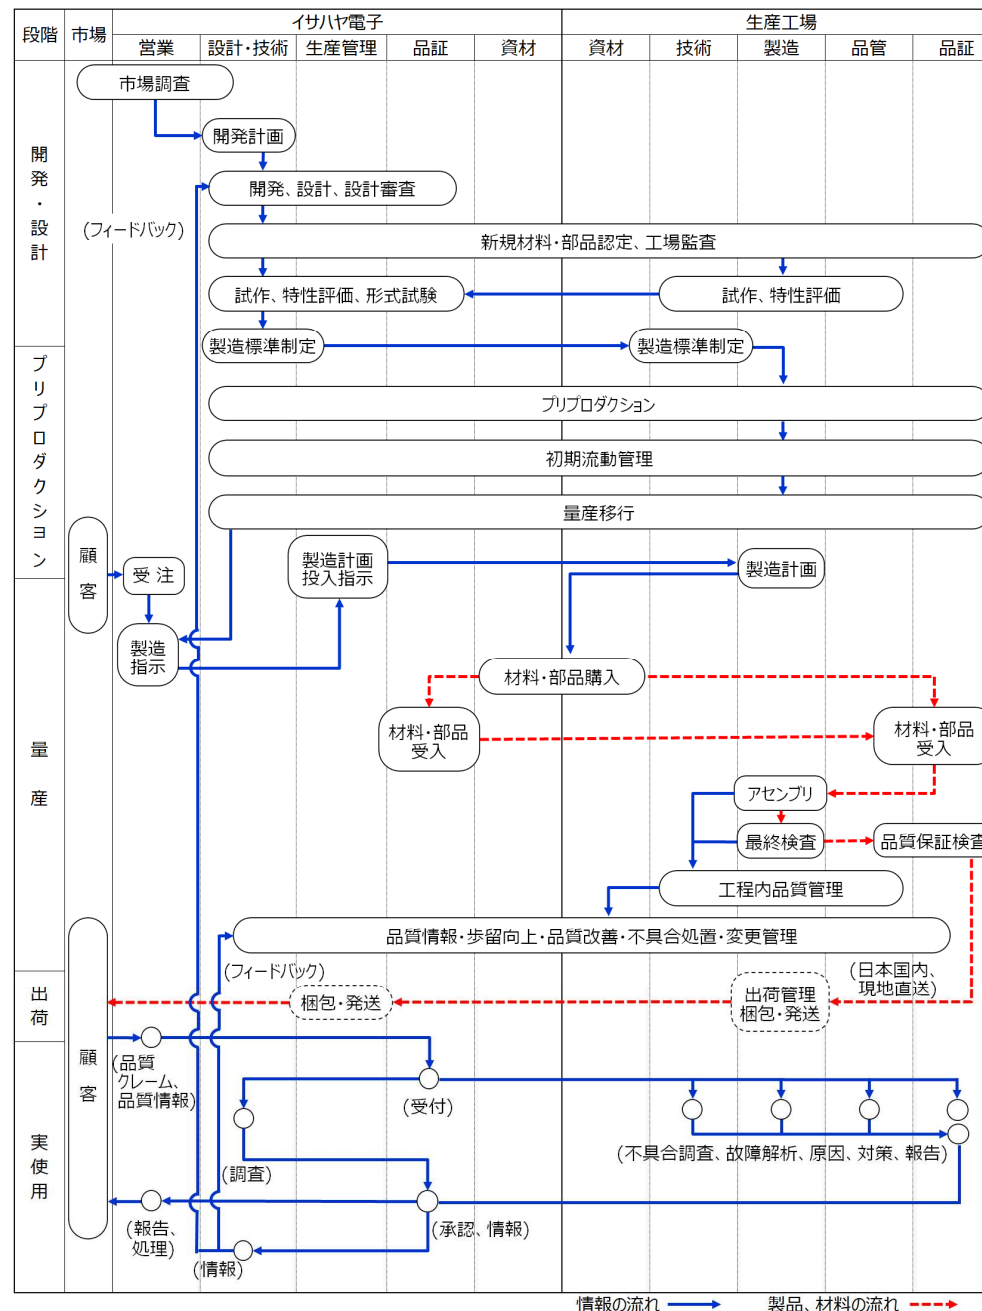 段階
市場
イサハヤ電子
生産工場
営業
設計・技術
生産管理
品証
資材
資材
技術
製造
品管
品証
開発・設計
市場調査
開発計画
開発、設計、設計審査
(フィードバック)
新規材料・部品認定、工場監査
試作、特性評価、形式試験
試作、特性評価
製造標準制定
製造標準制定
プリプロダクション
プリプロダクション
初期流動管理
量産移行
顧客
受 注
製造計画
投入指示
製造計画
製造
指示
材料・部品購入
量産
材料・部品
受入
材料・部品
受入
アセンブリ
最終検査
品質保証検査
工程内品質管理
品質情報・歩留向上・品質改善・不具合処置・変更管理
(フィードバック)
(日本国内、
現地直送)
出荷
梱包・発送
出荷管理
梱包・発送
顧客
(品質
クレーム、
品質情報)
(受付)
実使用
(調査)
(不具合調査、故障解析、原因、対策、報告)
(報告、
処理)
(承認、情報)
(情報)
情報の流れ
製品、材料の流れ